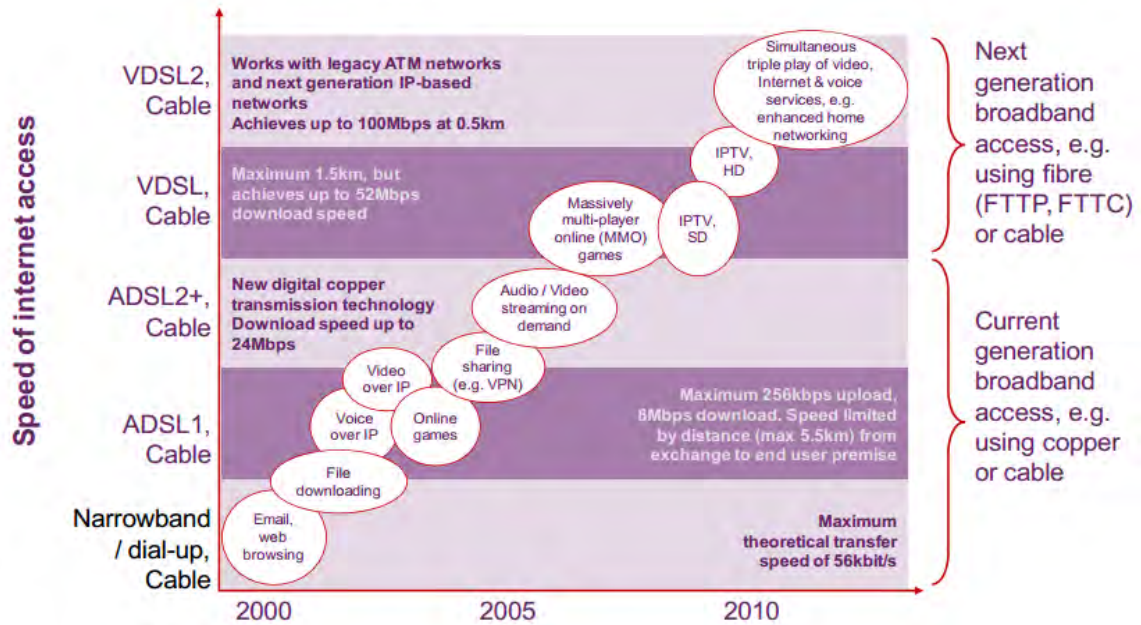 Speed of internet access
VDSL2,
Cable
Works with legacy ATM networks
and next generation IP-based
networks
Achieves up to 100Mbps at 0.5km
Simultaneous
triple play of video,
Internet & voice
services, e.g.
enhanced home
networking
Next
generation
broadband
access, e.g.
using fibre
(FTTP, FTTC)
or cable
VDSL,
Cable
Maximum 1.5km, but
achieves up to 52Mbps
download speed
IPTV,
HD
Massively
multi-player
online (MMO)
games
IPTV,
SD
ADSL2+,
Cable
New digital copper
transmission technology
Download speed up to
24Mbps
Audio / Video
streaming on
demand
File
sharing
(e.g. VPN)
Current
generation
broadband
access, e.g.
using copper
or cable
ADSL1,
Cable
Video
over IP
Voice
over IP
Online
games
Maximum 256kbps upload,
8Mbps download. Speed limited
by distance (max 5.5km) from
exchange to end user premise
File
downloading
Narrowband
/ dial-up,
Cable
Email,
web
browsing
Maximum
theoretical transfer
speed of 56kbit/s
2000
2005
2010